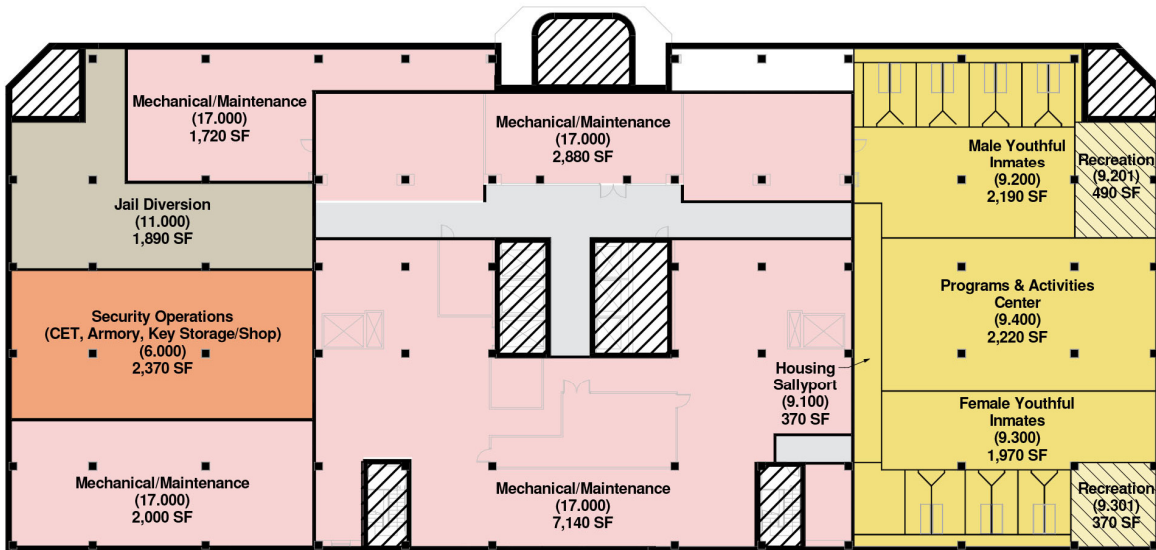 Mechanical/Maintenance
(17.000)
1,720 SF
Mechanical/Maintenance
(17.000)
2,880 SF
Male Youthful
Inmates
(9.200)
2,190 SF
Recreation
(9.201)
490 SF
Jail Diversion
(11.000)
1,890 SF
Security Operations
(CET, Armory, Key Storage/Shop)
(6.000)
2,370 SF
Programs & Activities
Center
(9.400)
2,220 SF
Housing
Sallyport
(9.100)
370 SF
Female Youthful
Inmates
(9.300)
1,970 SF
Mechanical/Maintenance
(17.000)
2,000 SF
Mechanical/Maintenance
(17.000)
7,140 SF
Recreation
(9.301)
370 SF